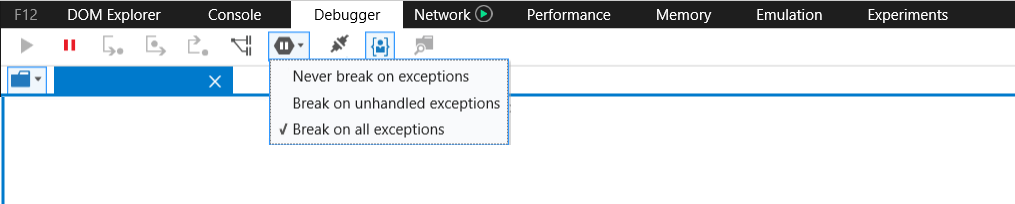 F12 DOM Explorer Console Debugger Network Performance Memory Emulation Experiments
Never break on exceptions
Break on unhandled exceptions
✓ Break on all exceptions